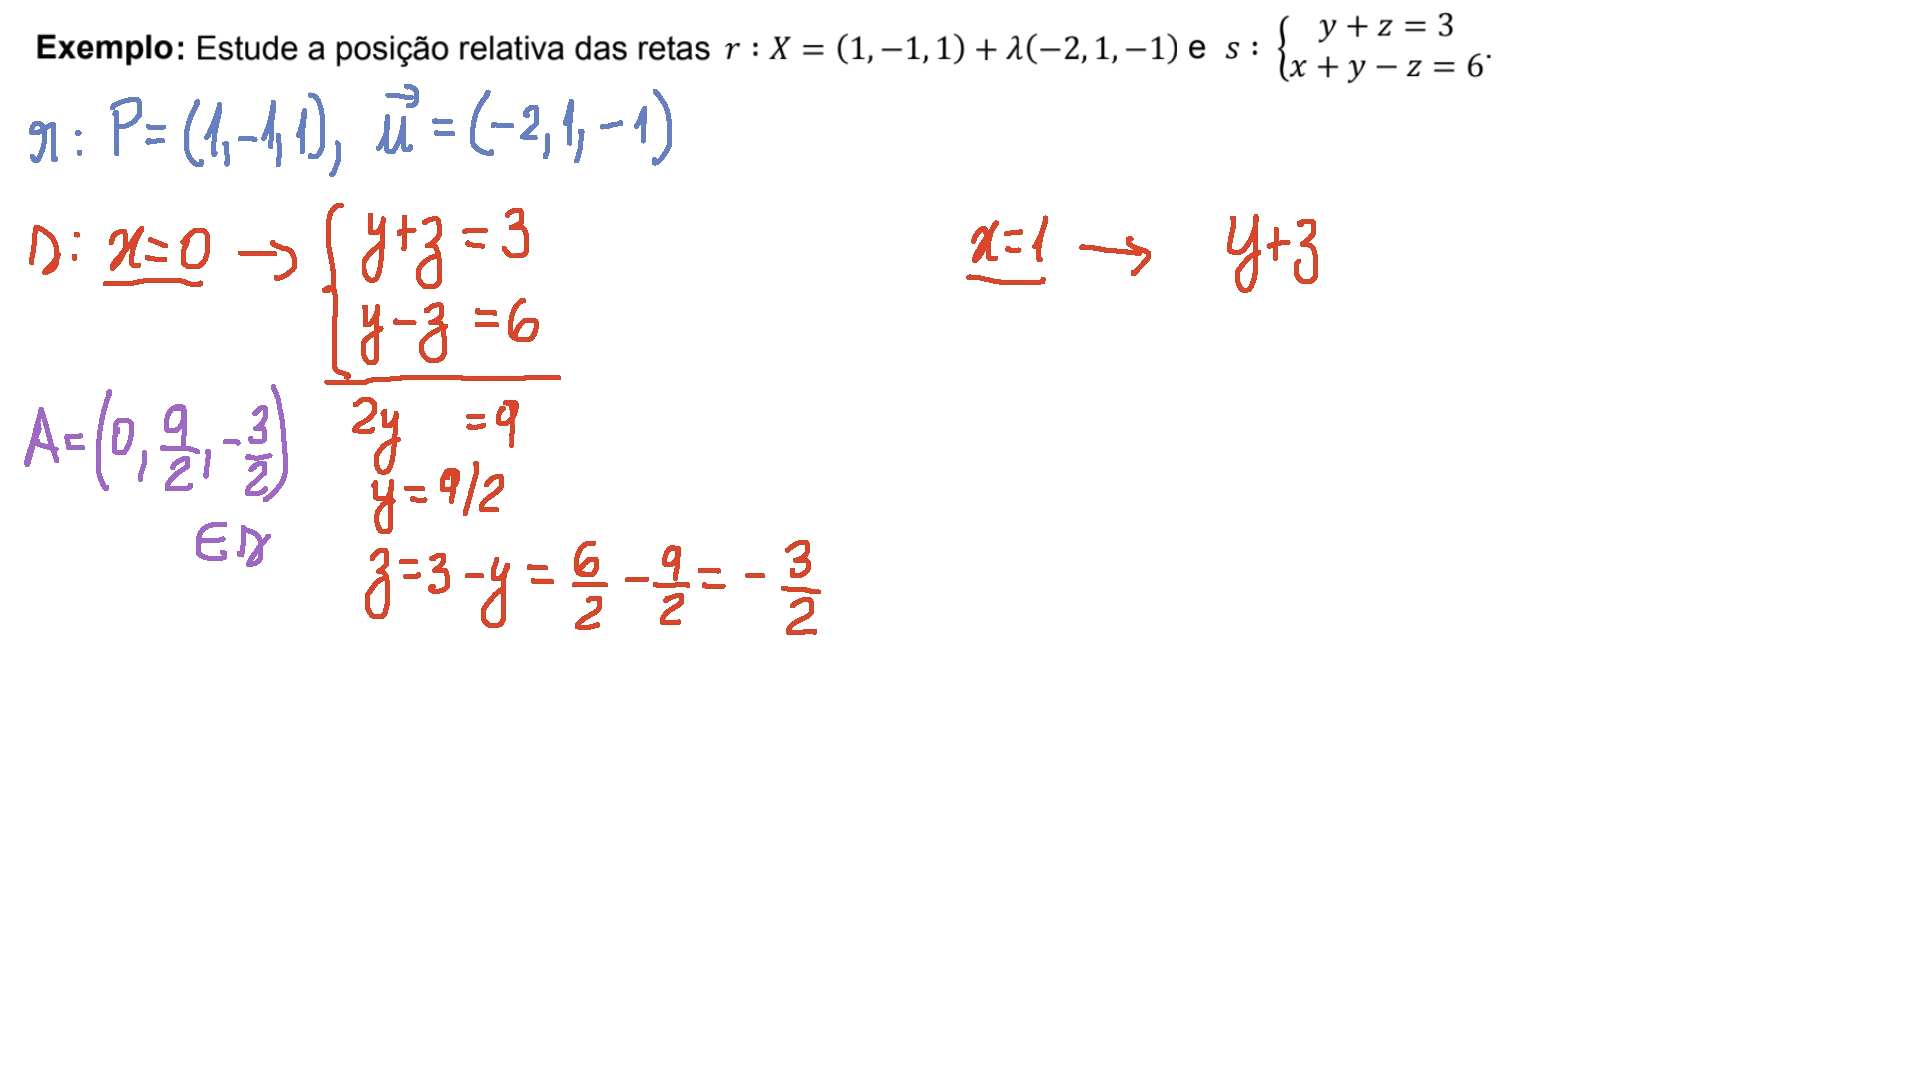 Exemplo: Estude a posição relativa das retas r : X = (1, −1, 1) + λ(−2, 1, −1) e s : { y + z = 3
x + y − z = 6.
r: P = (1, -1, 1), u⃗ = (-2, 1, -1)
s: x=0 → { y+z = 3
y-z = 6
x=1 → y+z
2y = 9
A = (0, 9/2, -3/2)
y = 9/2
∈ s
z = 3 - y = 6/2 - 9/2 = -3/2